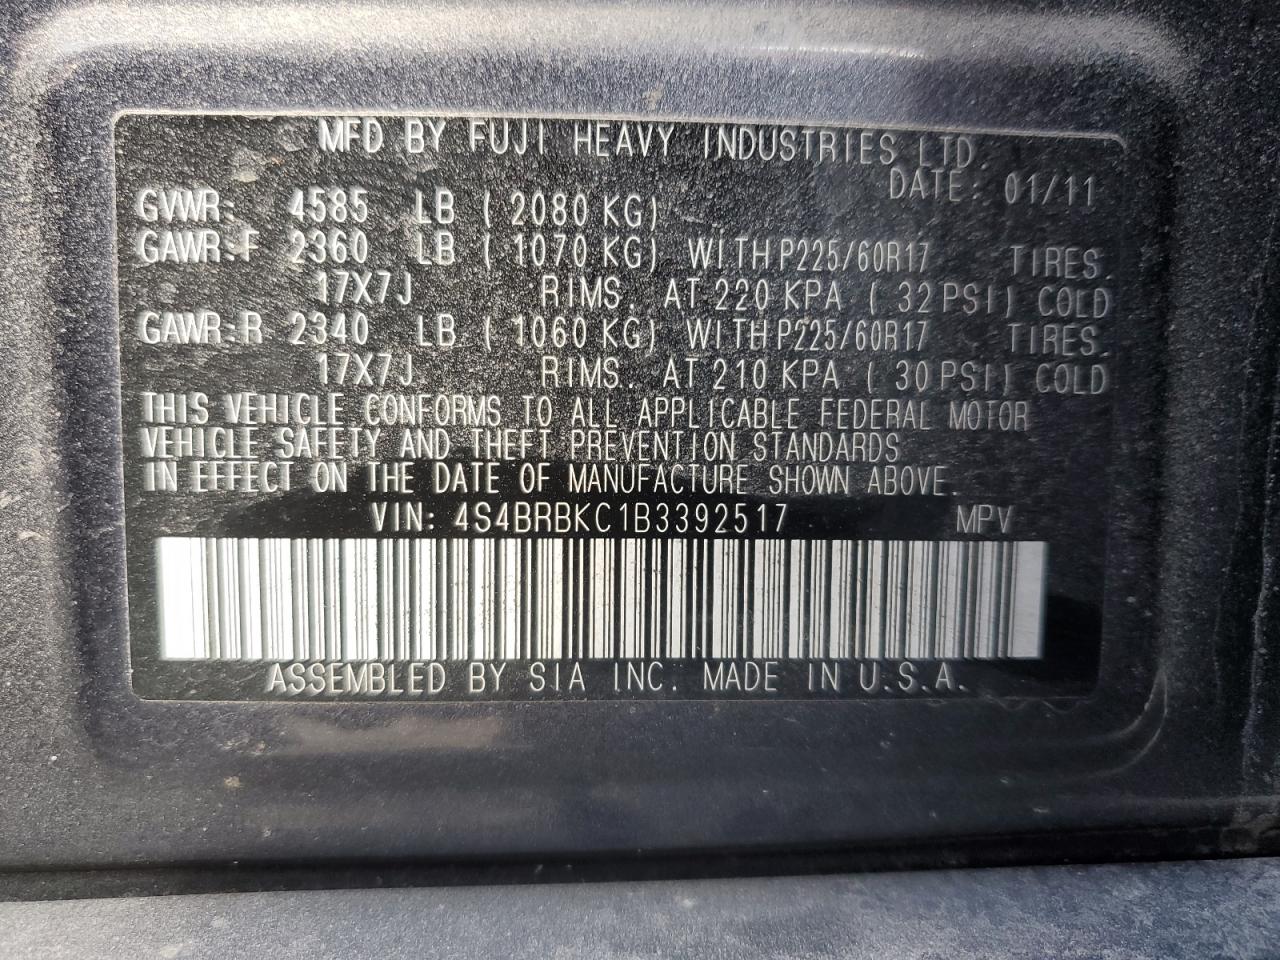 MFD BY FUJI HEAVY INDUSTRIES LTD.
DATE: 01/11
GVWR: 4585 LB ( 2080 KG)
GAWR:F 2360 LB ( 1070 KG) WITH P225/60R17 TIRES.
17X7J RIMS. AT 220 KPA ( 32 PSI) COLD
GAWR:R 2340 LB ( 1060 KG) WITH P225/60R17 TIRES.
17X7J RIMS. AT 210 KPA ( 30 PSI) COLD
THIS VEHICLE CONFORMS TO ALL APPLICABLE FEDERAL MOTOR
VEHICLE SAFETY AND THEFT PREVENTION STANDARDS
IN EFFECT ON THE DATE OF MANUFACTURE SHOWN ABOVE.
VIN: 4S4BRBKC1B3392517 MPV
ASSEMBLED BY SIA INC. MADE IN U.S.A.